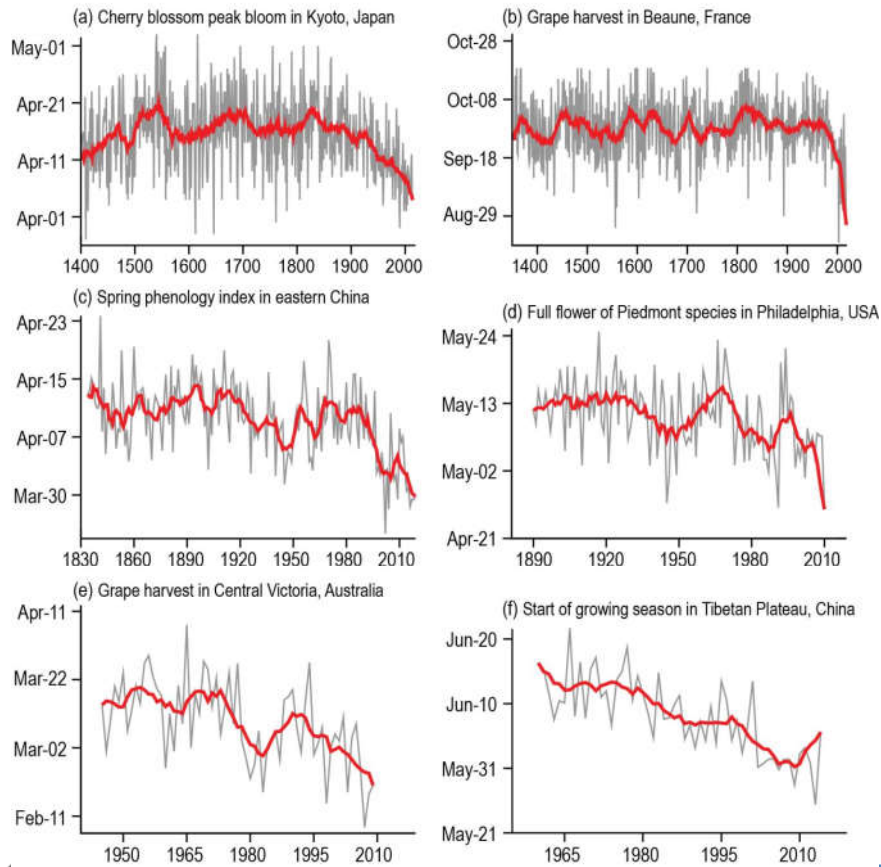 (a) Cherry blossom peak bloom in Kyoto, Japan
May-01
Apr-21
Apr-11
Apr-01
1400 1500 1600 1700 1800 1900 2000
(b) Grape harvest in Beaune, France
Oct-28
Oct-08
Sep-18
Aug-29
1400 1500 1600 1700 1800 1900 2000
(c) Spring phenology index in eastern China
Apr-23
Apr-15
Apr-07
Mar-30
1830 1860 1890 1920 1950 1980 2010
(d) Full flower of Piedmont species in Philadelphia, USA
May-24
May-13
May-02
Apr-21
1890 1920 1950 1980 2010
(e) Grape harvest in Central Victoria, Australia
Apr-11
Mar-22
Mar-02
Feb-11
1950 1965 1980 1995 2010
(f) Start of growing season in Tibetan Plateau, China
Jun-20
Jun-10
May-31
May-21
1965 1980 1995 2010